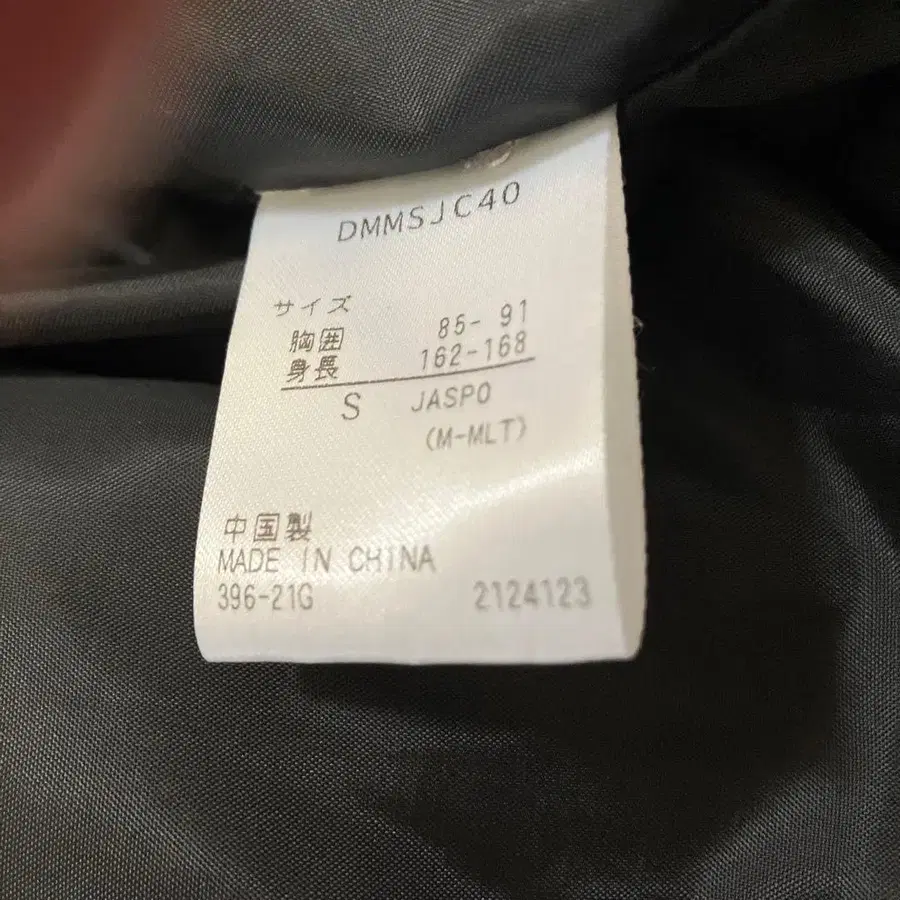 DMMSJC40
サイズ
胸囲 85- 91
身長 162-168
S JASPO
(M-MLT)
中国製
MADE IN CHINA
396-21G 2124123